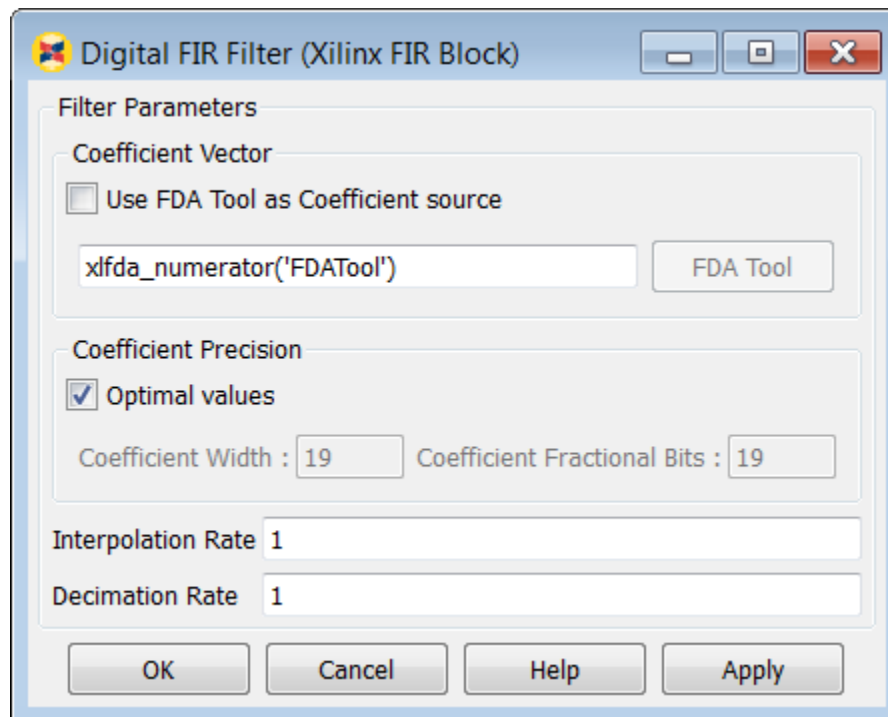 Digital FIR Filter (Xilinx FIR Block)
Filter Parameters
Coefficient Vector
Use FDA Tool as Coefficient source
xlfda_numerator('FDATool') FDA Tool
Coefficient Precision
Optimal values
Coefficient Width : 19 Coefficient Fractional Bits : 19
Interpolation Rate 1
Decimation Rate 1
OK Cancel Help Apply